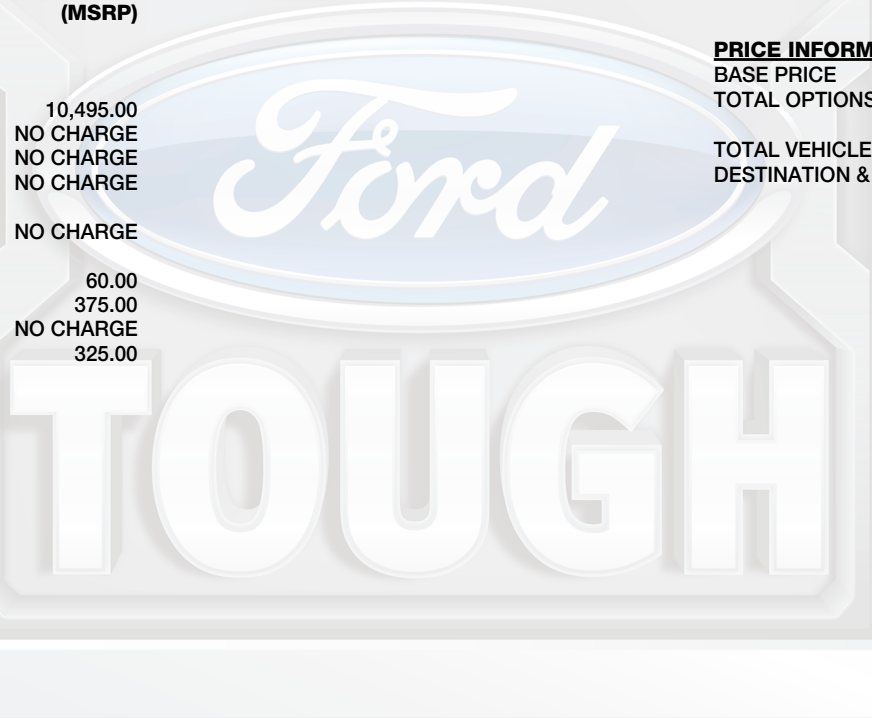 (MSRP)
10,495.00
NO CHARGE
NO CHARGE
NO CHARGE
NO CHARGE
60.00
375.00
NO CHARGE
325.00
PRICE INFORM
BASE PRICE
TOTAL OPTIONS
TOTAL VEHICLE
DESTINATION &
Ford
TOUGH